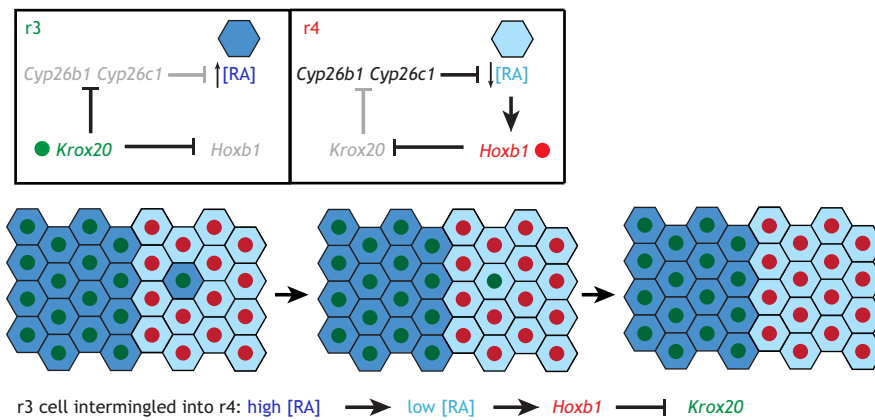 r3
r4
Cyp26b1 Cyp26c1 [RA]
Cyp26b1 Cyp26c1 [RA]
Krox20 Hoxb1
Krox20 Hoxb1
r3 cell intermingled into r4: high [RA] low [RA] Hoxb1 Krox20